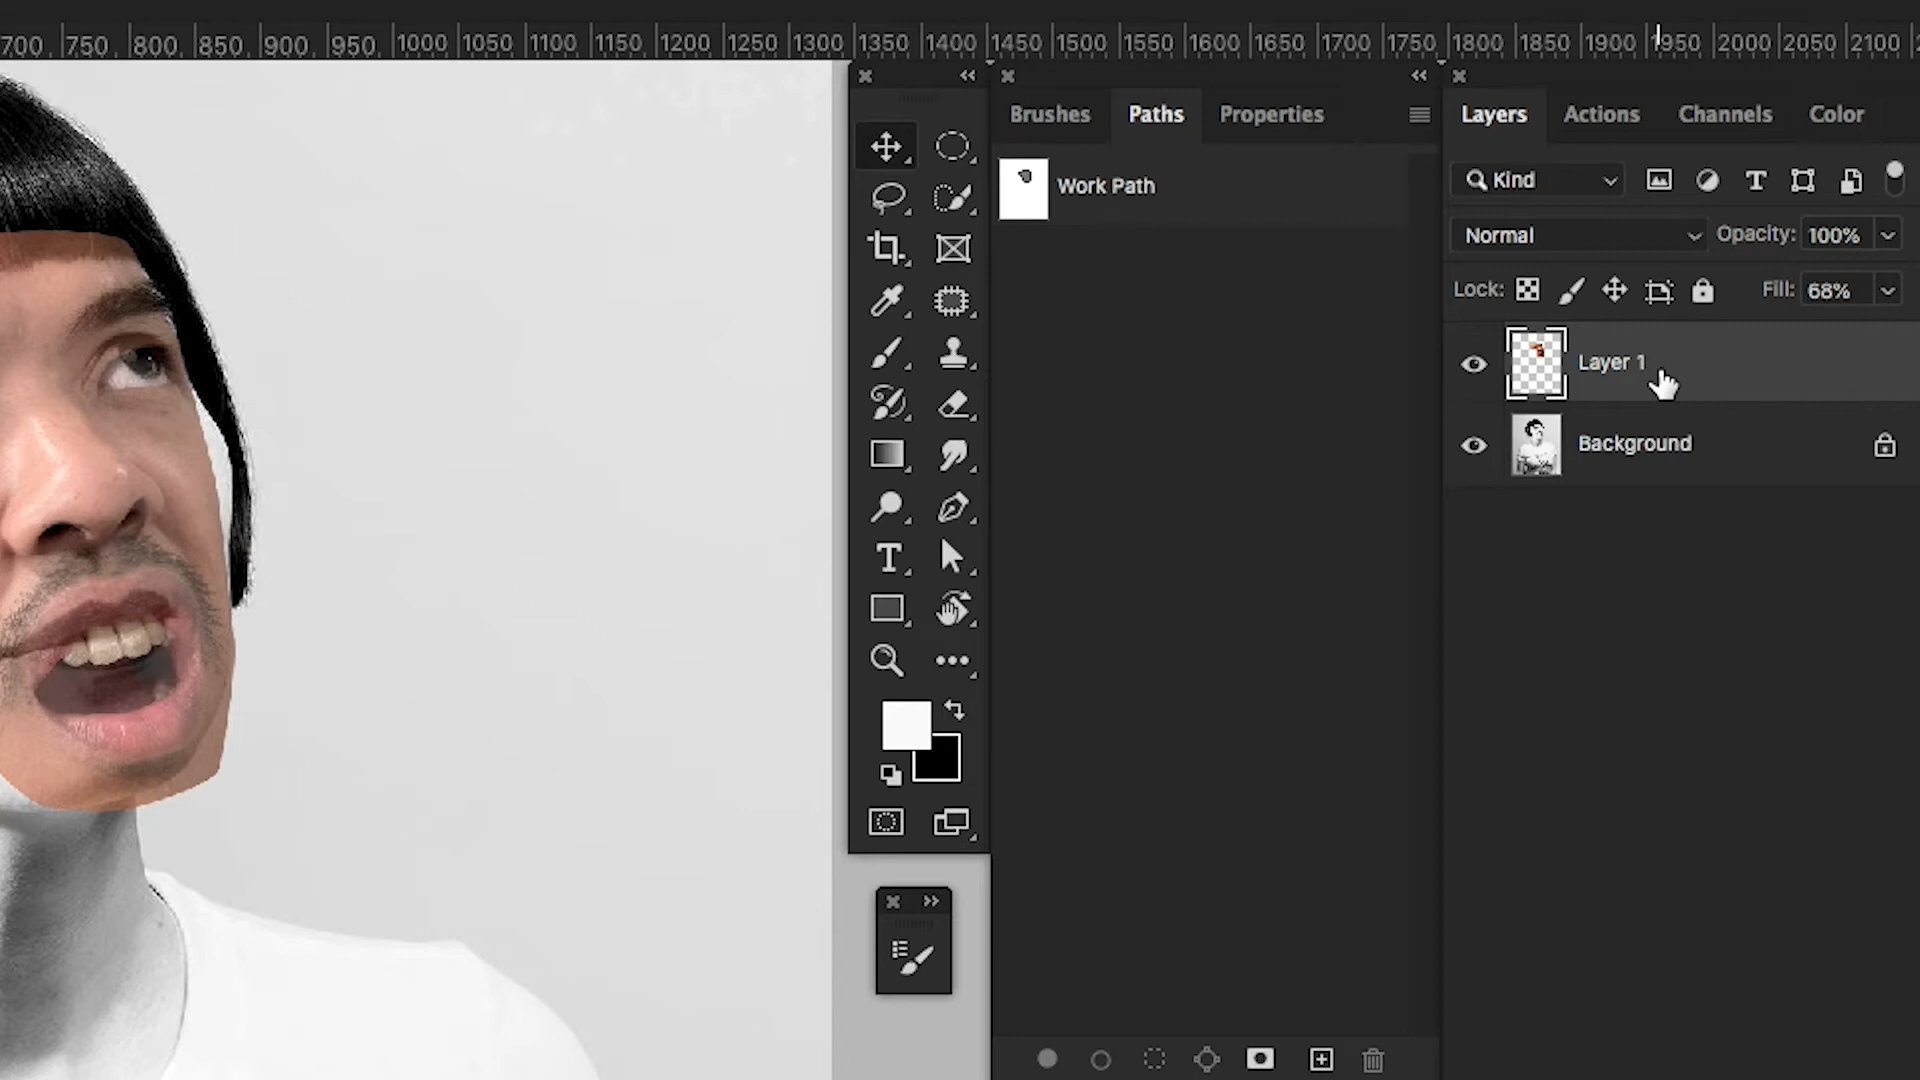 700 750 800 850 900 950 1000 1050 1100 1150 1200 1250 1300 1350 1400 1450 1500 1550 1600 1650 1700 1750 1800 1850 1900 1950 2000 2050 2100
Brushes Paths Properties
Layers Actions Channels Color
Work Path
Kind
Normal Opacity: 100%
Lock: Fill: 68%
Layer 1
Background